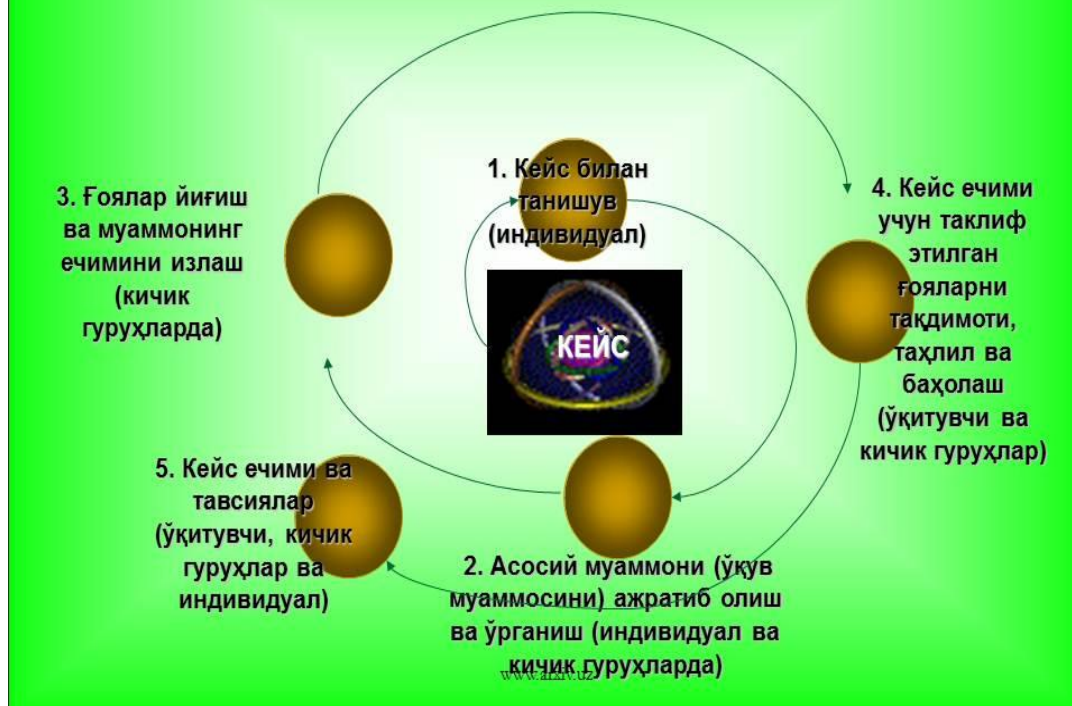 1. Кейс билан
танишув
(индивидуал)
КЕЙС
2. Асосий муаммони (ўқув
муаммосини) ажратиб олиш
ва ўрганиш (индивидуал ва
кичик гуруҳларда)
3. Ғоялар йиғиш
ва муаммонинг
ечимини излаш
(кичик
гуруҳларда)
4. Кейс ечими
учун таклиф
этилган
ғояларни
тақдимоти,
таҳлил ва
баҳолаш
(ўқитувчи ва
кичик гуруҳлар)
5. Кейс ечими ва
тавсиялар
(ўқитувчи, кичик
гуруҳлар ва
индивидуал)
www.arxiv.uz